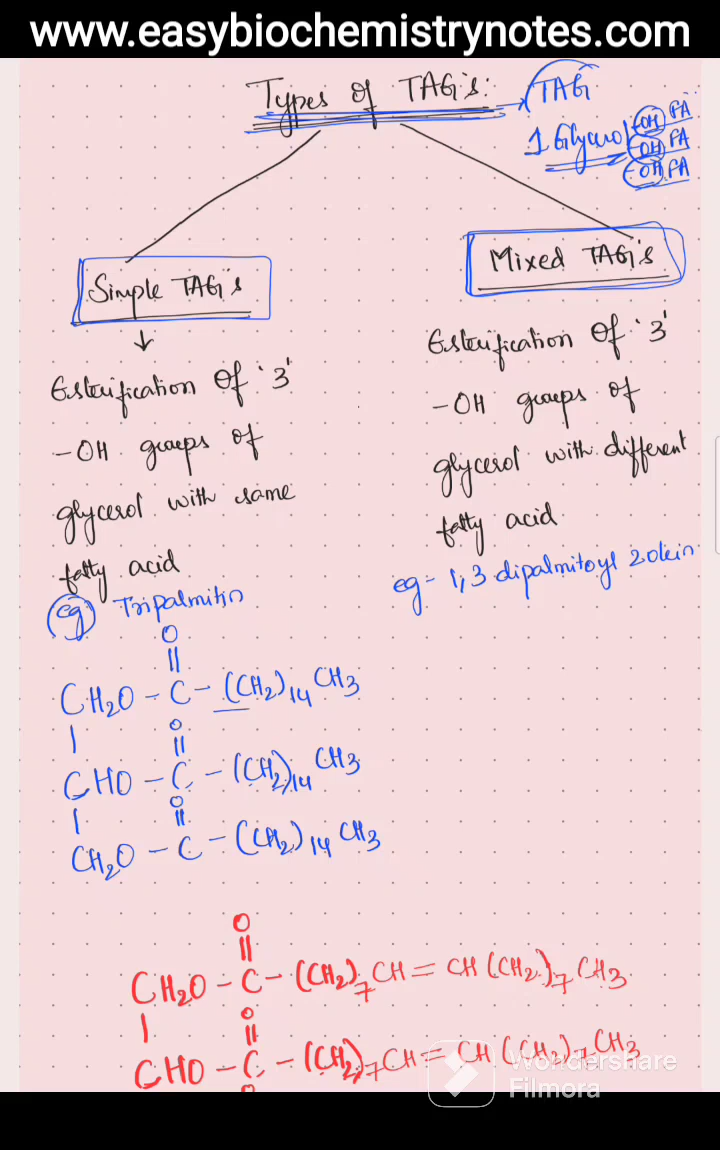 www.easybiochemistrynotes.com
Types of TAG's:
TAG
1 Glycerol
-OH FA
-OH FA
-OH FA
Simple TAG's
Esterification of '3'
-OH groups of
glycerol with same
fatty acid
eg Tripalmitin
O
||
CH2O - C - (CH2)14 CH3
|
O
||
CHO - C - (CH2)14 CH3
|
O
||
CH2O - C - (CH2)14 CH3
Mixed TAG's
Esterification of '3'
-OH groups of
glycerol with different
fatty acid
eg - 1,3 dipalmitoyl 2 olein
O
||
CH2O - C - (CH2)7 CH = CH (CH2)7 CH3
|
O
||
CHO - C - (CH2)7 CH = CH (CH2)7 CH3
O
Wondershare
Filmora